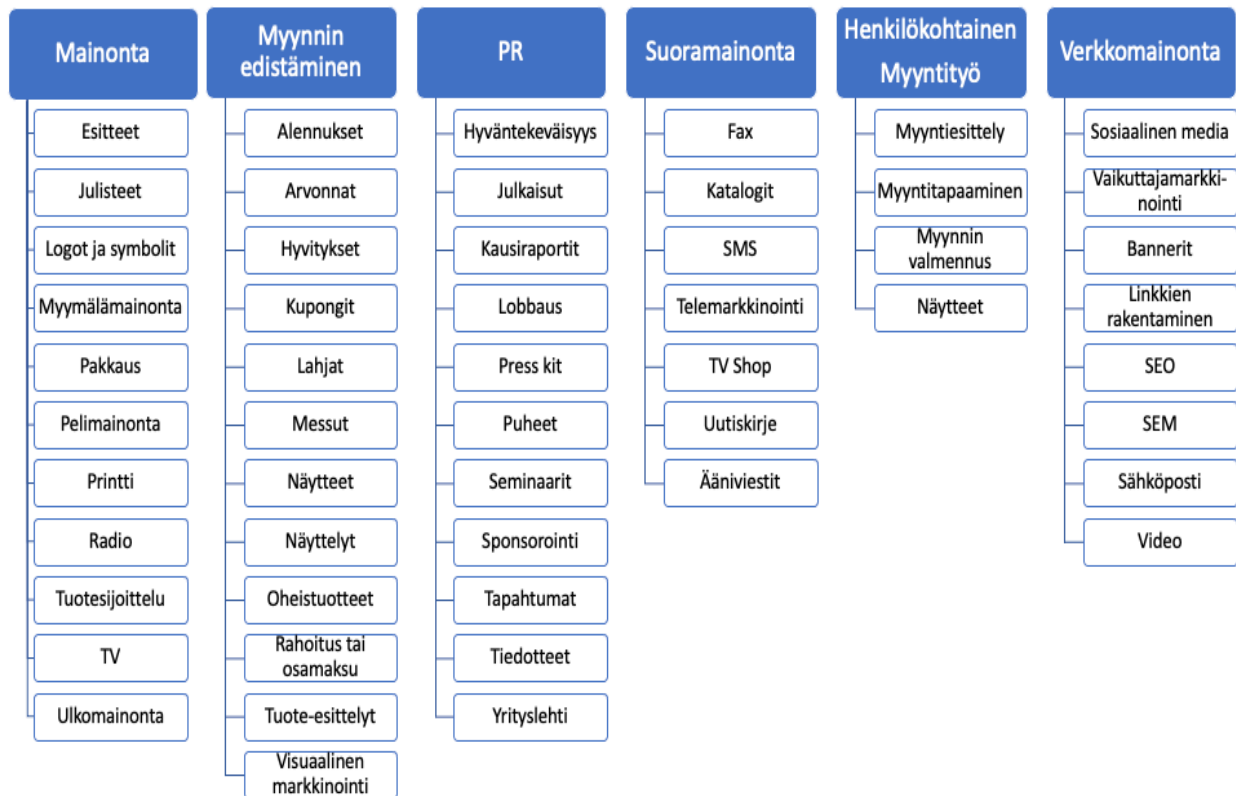 Mainonta
Esitteet
Julisteet
Logot ja symbolit
Myymälämainonta
Pakkaus
Pelimainonta
Printti
Radio
Tuotesijoittelu
TV
Ulkomainonta
Myynnin
edistäminen
Alennukset
Arvonnat
Hyvitykset
Kupongit
Lahjat
Messut
Näytteet
Näyttelyt
Oheistuotteet
Rahoitus tai
osamaksu
Tuote-esittelyt
Visuaalinen
markkinointi
PR
Hyväntekeväisyys
Julkaisut
Kausiraportit
Lobbaus
Press kit
Puheet
Seminaarit
Sponsorointi
Tapahtumat
Tiedotteet
Yrityslehti
Suoramainonta
Fax
Katalogit
SMS
Telemarkkinointi
TV Shop
Uutiskirje
Ääniviestit
Henkilökohtainen
Myyntityö
Myyntiesittely
Myyntitapaaminen
Myynnin
valmennus
Näytteet
Verkkomainonta
Sosiaalinen media
Vaikuttajamarkki-
nointi
Bannerit
Linkkien
rakentaminen
SEO
SEM
Sähköposti
Video